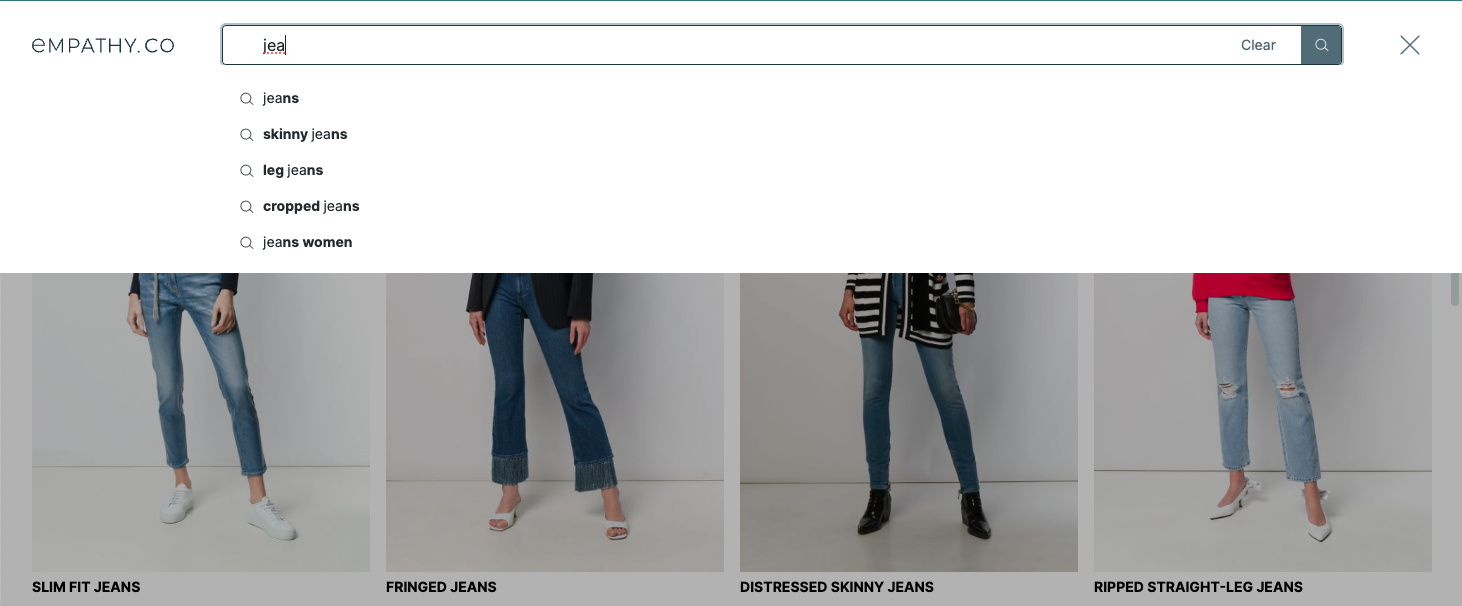 eMPATHY.CO
jea
Clear
jeans
skinny jeans
leg jeans
cropped jeans
jeans women
SLIM FIT JEANS
FRINGED JEANS
DISTRESSED SKINNY JEANS
RIPPED STRAIGHT-LEG JEANS